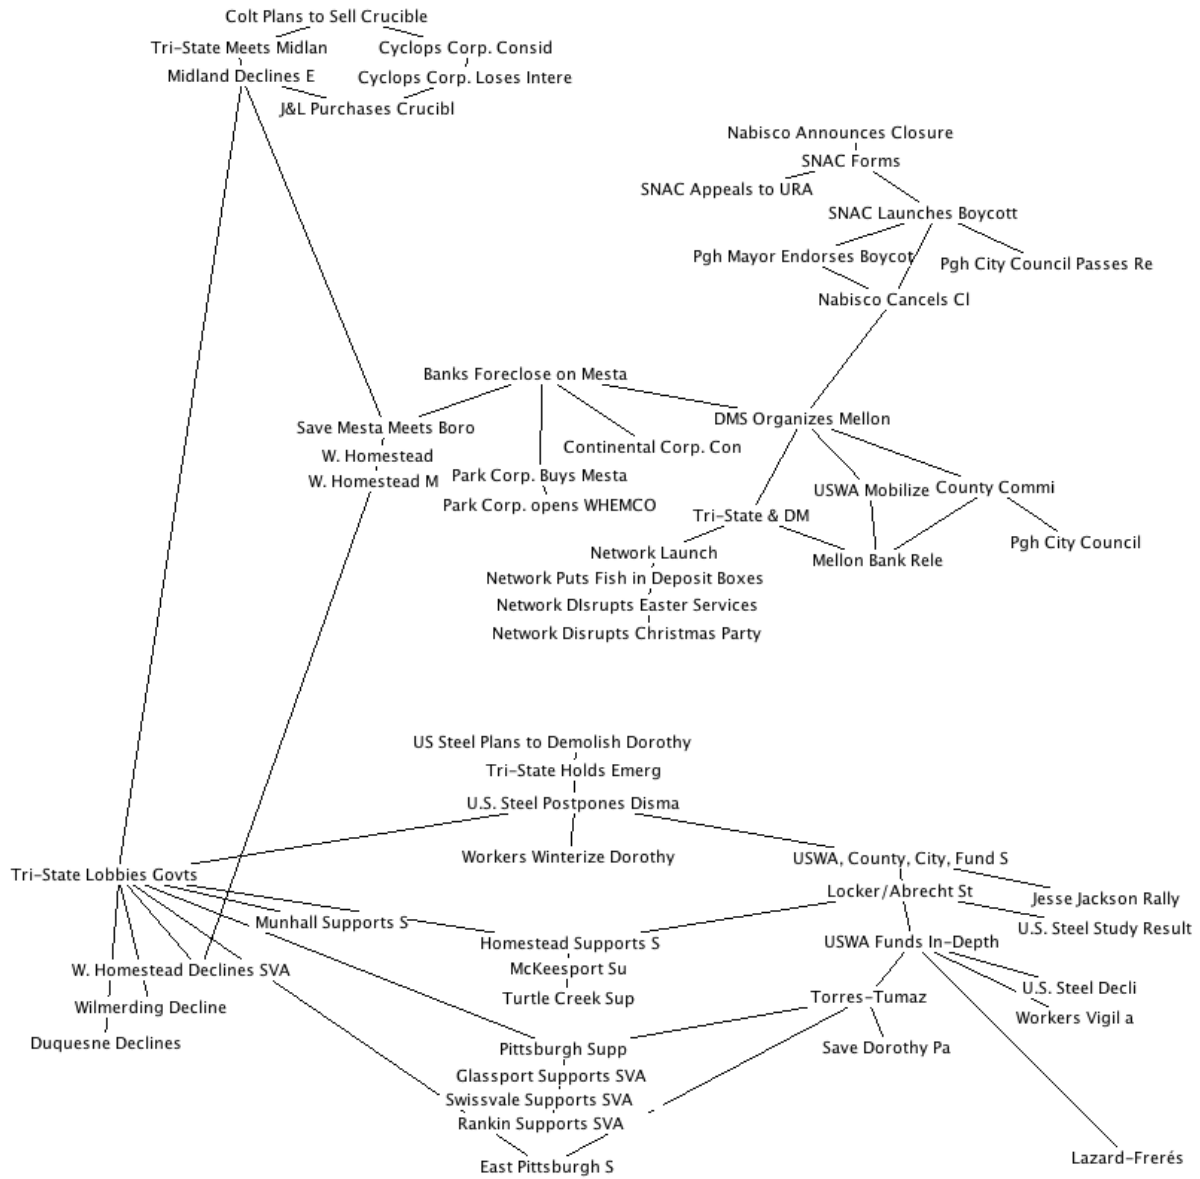 Colt Plans to Sell Crucible
Tri-State Meets Midlan
Cyclops Corp. Consid
Midland Declines E
Cyclops Corp. Loses Intere
J&L Purchases Crucibl
Nabisco Announces Closure
SNAC Forms
SNAC Appeals to URA
SNAC Launches Boycott
Pgh Mayor Endorses Boycot
Pgh City Council Passes Re
Nabisco Cancels Cl
Banks Foreclose on Mesta
DMS Organizes Mellon
Save Mesta Meets Boro
Continental Corp. Con
W. Homestead
Park Corp. Buys Mesta
W. Homestead M
USWA Mobilize
County Commi
Park Corp. opens WHEMCO
Tri-State & DM
Pgh City Council
Network Launch
Mellon Bank Rele
Network Puts Fish in Deposit Boxes
Network DIsrupts Easter Services
Network Disrupts Christmas Party
US Steel Plans to Demolish Dorothy
Tri-State Holds Emerg
U.S. Steel Postpones Disma
Workers Winterize Dorothy
USWA, County, City, Fund S
Tri-State Lobbies Govts
Locker/Abrecht St
Jesse Jackson Rally
Munhall Supports S
U.S. Steel Study Result
Homestead Supports S
USWA Funds In-Depth
W. Homestead Declines SVA
McKeesport Su
U.S. Steel Decli
Turtle Creek Sup
Torres-Tumaz
Wilmerding Decline
Workers Vigil a
Duquesne Declines
Pittsburgh Supp
Save Dorothy Pa
Glassport Supports SVA
Swissvale Supports SVA
Rankin Supports SVA
East Pittsburgh S
Lazard-Frerés